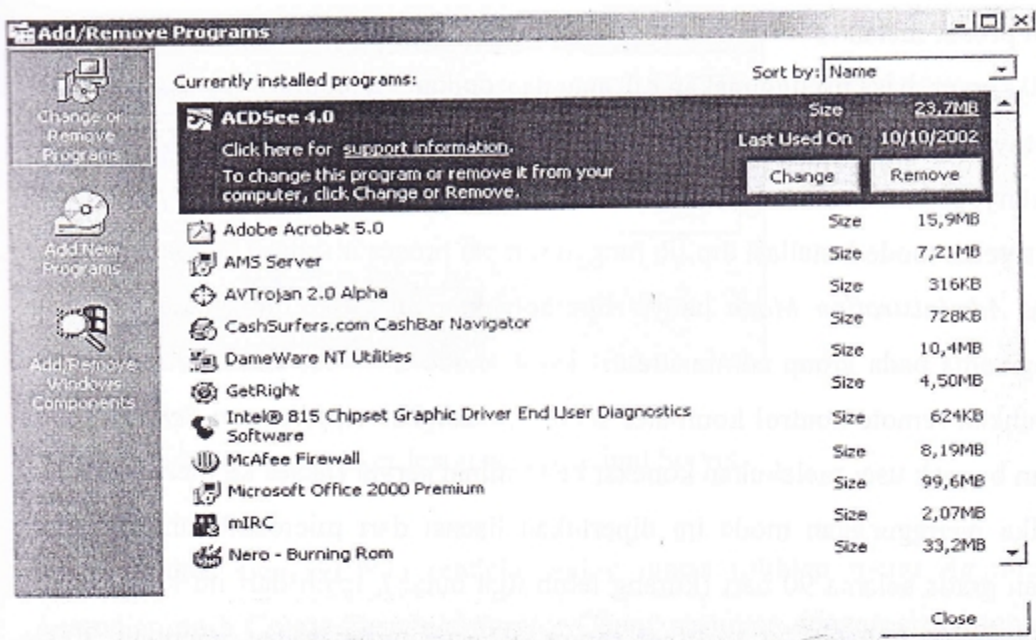 Add/Remove Programs
Change or
Remove
Programs
Add New
Programs
Add/Remove
Windows
Components
Currently installed programs:
Sort by: Name
ACDSee 4.0
Size 23,7MB
Click here for support information.
Last Used On 10/10/2002
To change this program or remove it from your
computer, click Change or Remove.
Change Remove
Adobe Acrobat 5.0 Size 15,9MB
AMS Server Size 7,21MB
AVTrojan 2.0 Alpha Size 316KB
CashSurfers.com CashBar Navigator Size 728KB
DameWare NT Utilities Size 10,4MB
GetRight Size 4,50MB
Intel® 815 Chipset Graphic Driver End User Diagnostics
Software Size 624KB
McAfee Firewall Size 8,19MB
Microsoft Office 2000 Premium Size 99,6MB
mIRC Size 2,07MB
Nero - Burning Rom Size 33,2MB
Close